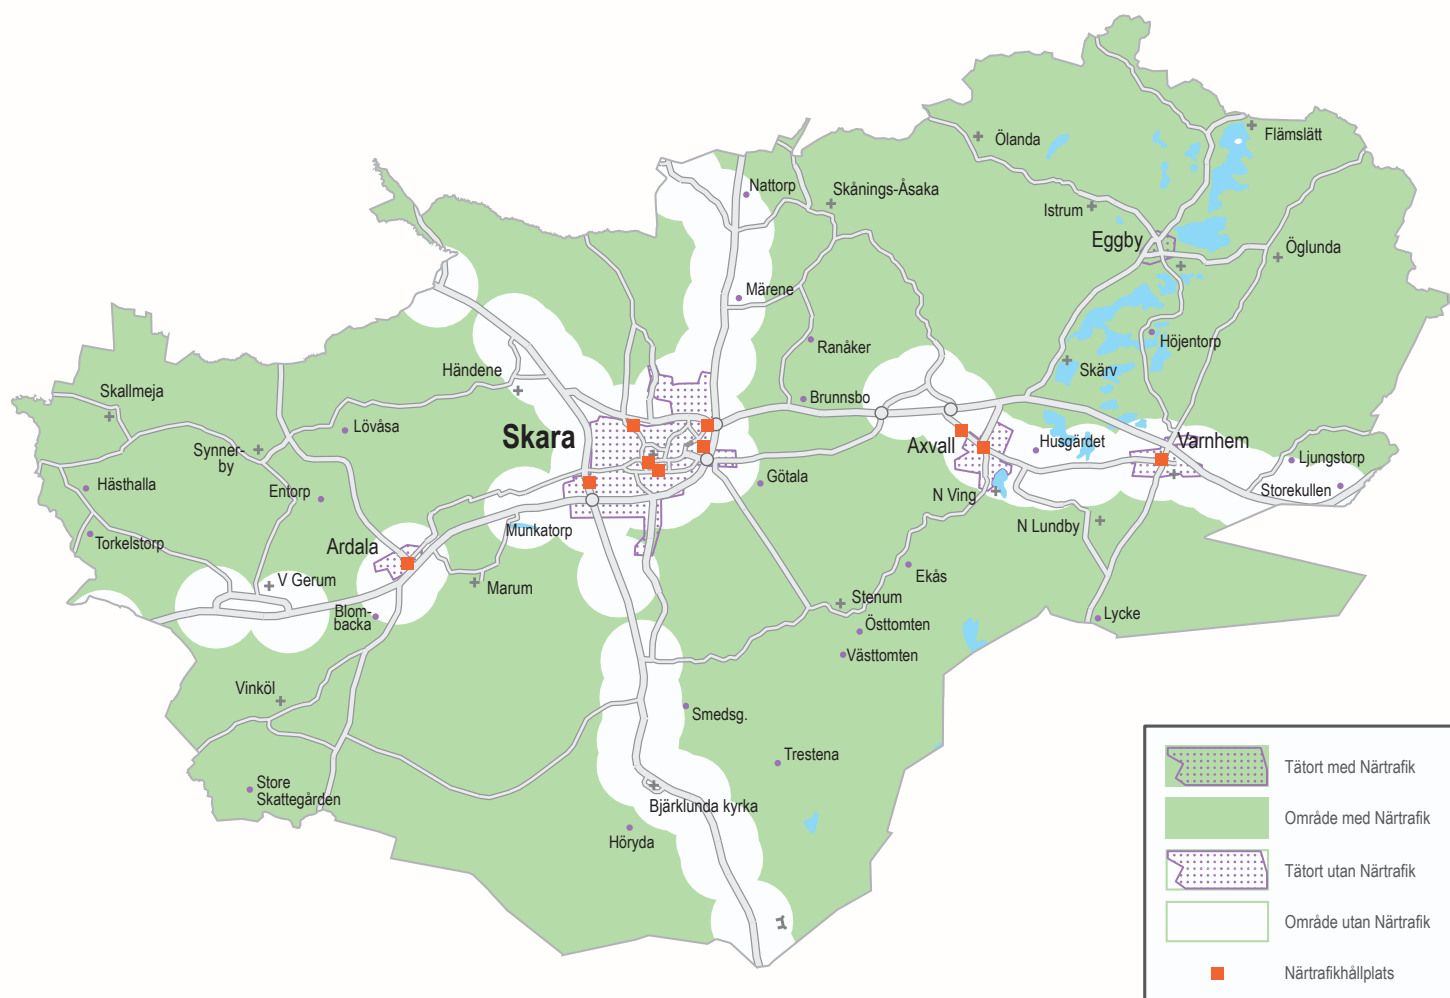 Flämslätt
Ölanda
Nattorp
Skånings-Åsaka
Istrum
Eggby
Öglunda
Märene
Ranåker
Höjentorp
Händene
Skärv
Skallmeja
Brunnsbo
Lövåsa
Skara
Axvall
Husgärdet
Varnhem
Synner-
by
Ljungstorp
Hästhalla
Entorp
Götala
N Ving
Storekullen
Torkelstorp
Ardala
Munkatorp
N Lundby
V Gerum
Marum
Ekås
Stenum
Blom-
backa
Östtomten
Lycke
Västtomten
Vinköl
Smedsg.
Trestena
Store
Skattegården
Bjärklunda kyrka
Höryda
Tätort med Närtrafik
Område med Närtrafik
Tätort utan Närtrafik
Område utan Närtrafik
Närtrafikhållplats